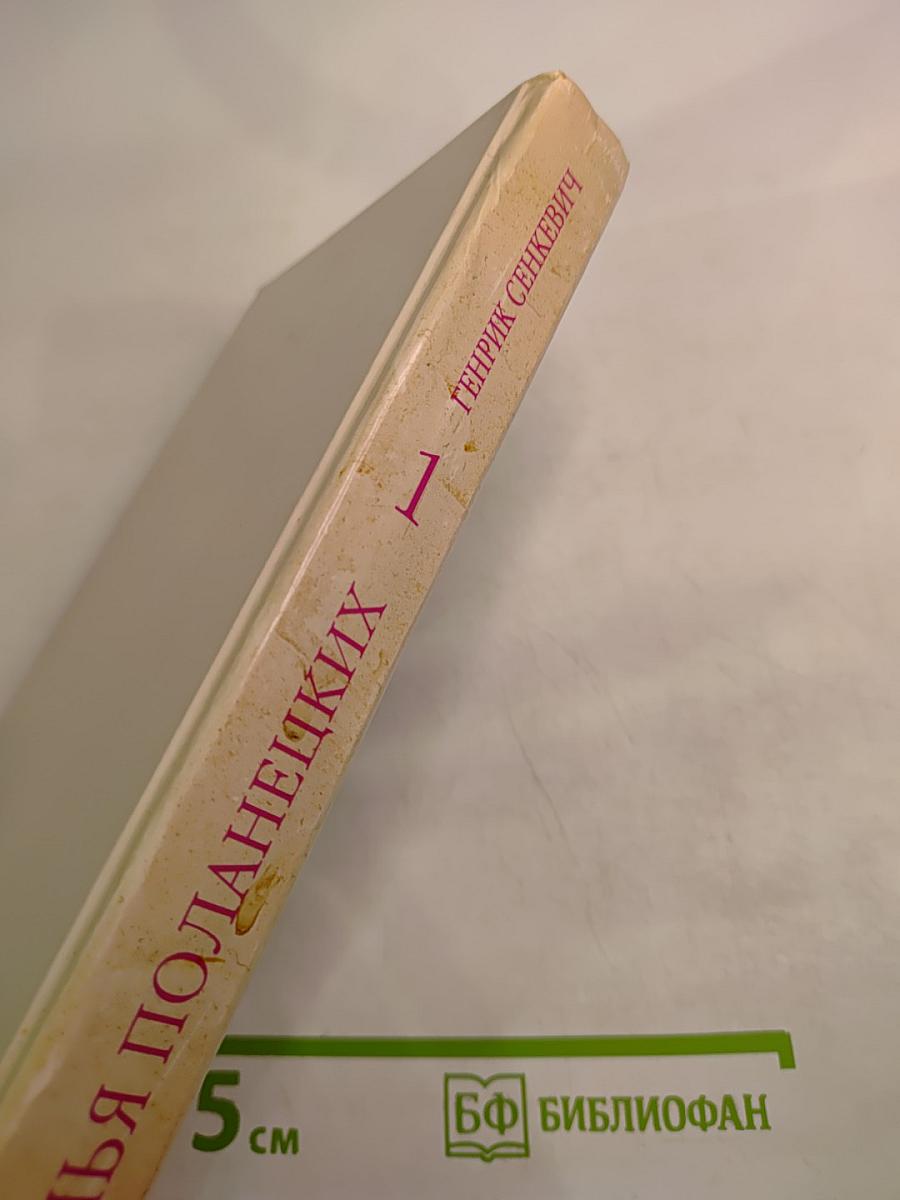 ГЕНРИК СЕНКЕВИЧ
1
ЬЯ ПОЛАНЕЦКИХ
5 см
БФ БИБЛИОФАН